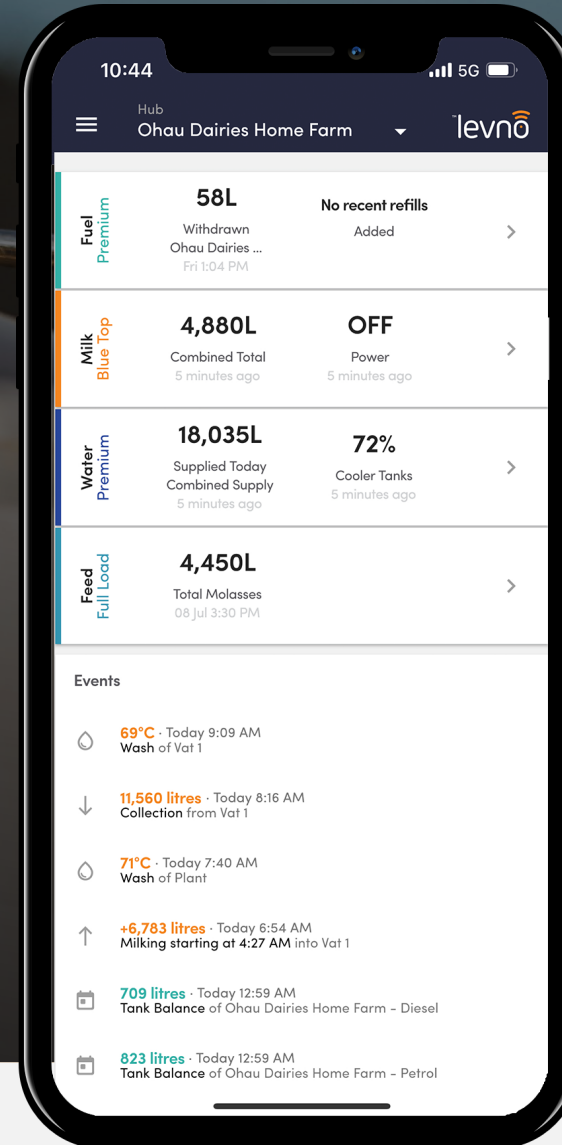 10:44
5G
Hub
Ohau Dairies Home Farm
levno
Fuel
Premium
58L
Withdrawn
Ohau Dairies ...
Fri 1:04 PM
No recent refills
Added
Milk
Blue Top
4,880L
Combined Total
5 minutes ago
OFF
Power
5 minutes ago
Water
Premium
18,035L
Supplied Today
Combined Supply
5 minutes ago
72%
Cooler Tanks
5 minutes ago
Feed
Full Load
4,450L
Total Molasses
08 Jul 3:30 PM
Events
69°C · Today 9:09 AM
Wash of Vat 1
11,560 litres · Today 8:16 AM
Collection from Vat 1
71°C · Today 7:40 AM
Wash of Plant
+6,783 litres · Today 6:54 AM
Milking starting at 4:27 AM into Vat 1
709 litres · Today 12:59 AM
Tank Balance of Ohau Dairies Home Farm - Diesel
823 litres · Today 12:59 AM
Tank Balance of Ohau Dairies Home Farm - Petrol